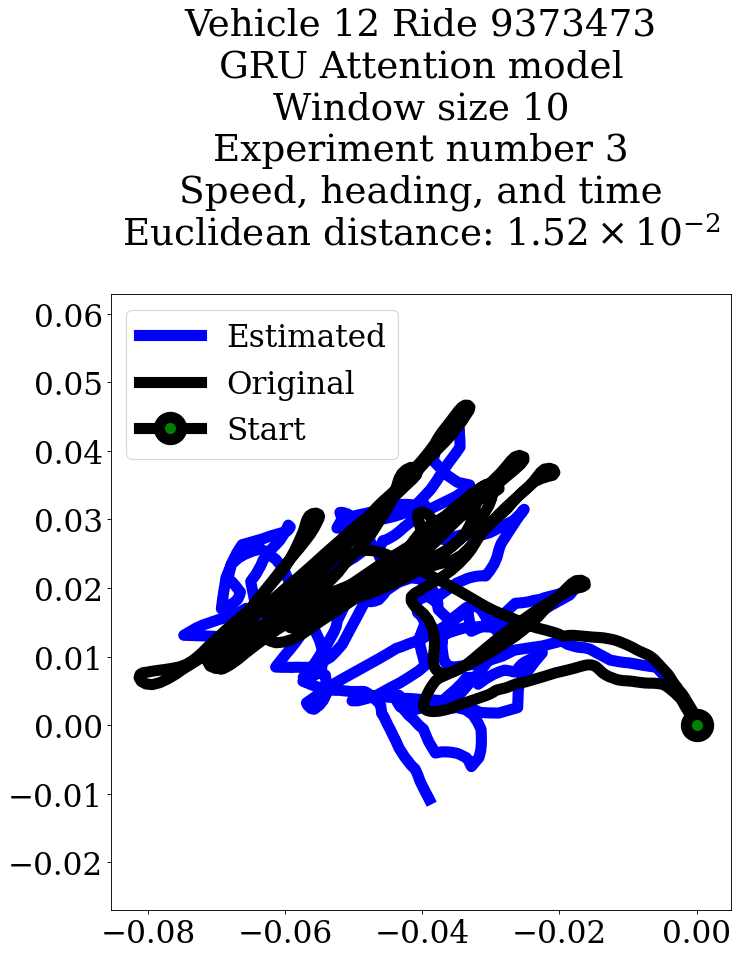 Vehicle 12 Ride 9373473
GRU Attention model
Window size 10
Experiment number 3
Speed, heading, and time
Euclidean distance: 1.52 × 10⁻²
Estimated
Original
Start
0.06
0.05
0.04
0.03
0.02
0.01
0.00
−0.01
−0.02
−0.08 −0.06 −0.04 −0.02 0.00